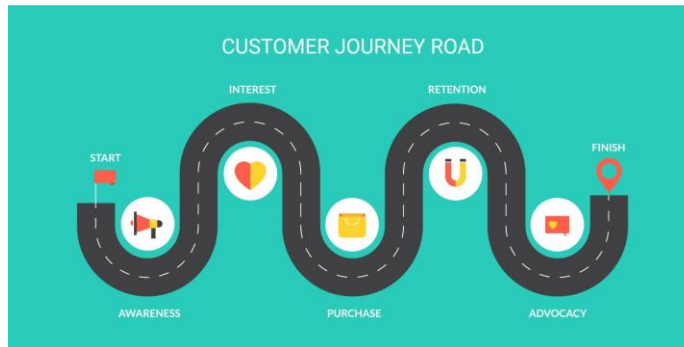 CUSTOMER JOURNEY ROAD
INTEREST
RETENTION
START
FINISH
AWARENESS
PURCHASE
ADVOCACY